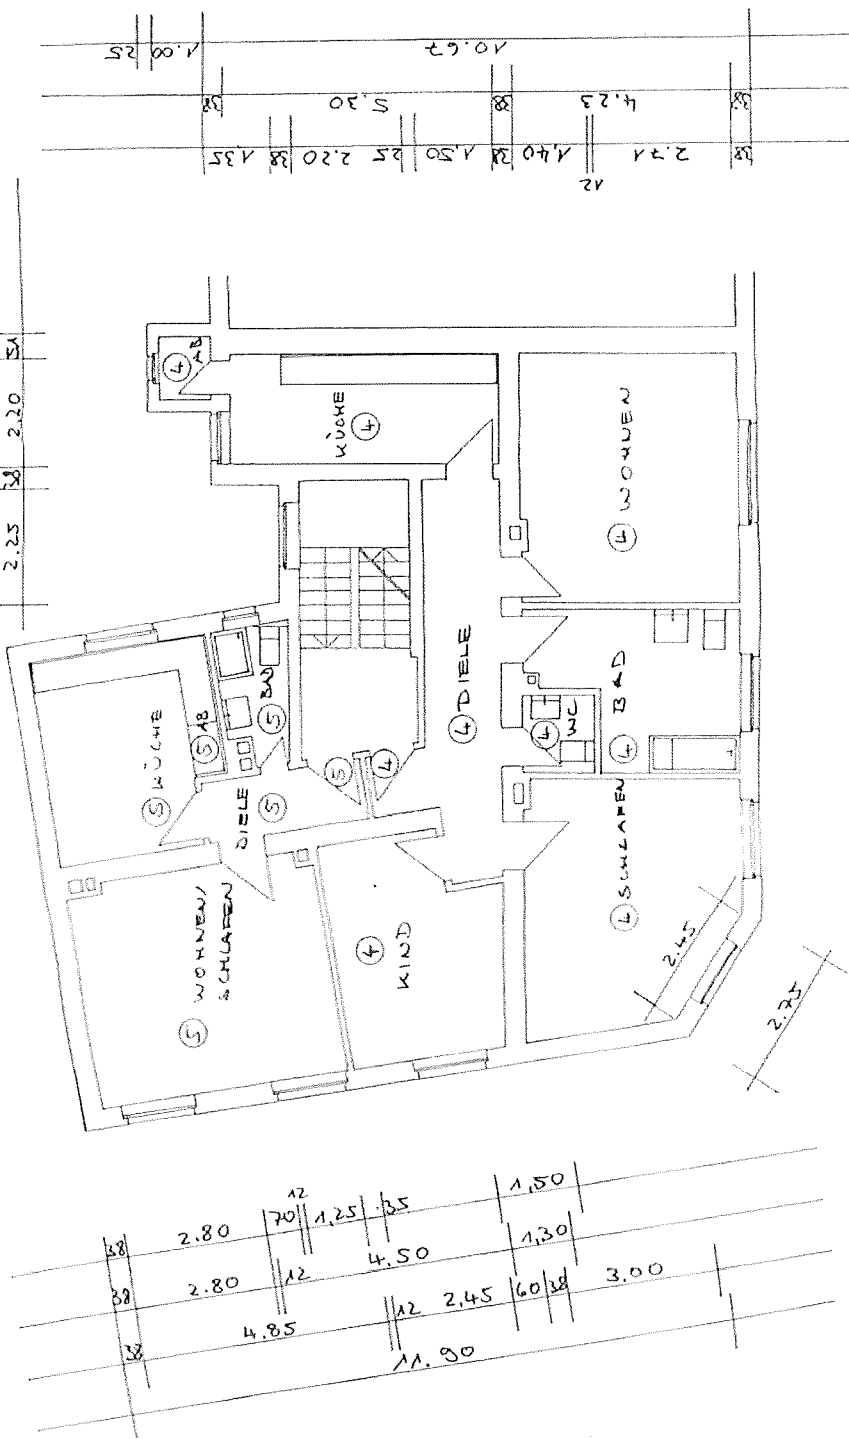 25 1.00 10.67
38 5.30 38 4.23 38
1,35 38 2.20 25 1,50 38 1,40 12 2.71 38
51
2.20
38
2.25
4 AB
KÜCHE 4
4 WOHNEN
4 DIELE
4 BAD
4 WC
4 SCHLAFEN
4 KIND
4
5
5 KÜCHE
5 AB
BAD 5
DIELE 5
5 WOHNEN/
SCHLAFEN
2.45
2.75
38 2.80 70 12 1,25 35 1,50
38 2.80 12 4.50 1,30
38 4.85 12 2,45 60 38 3.00
11.90